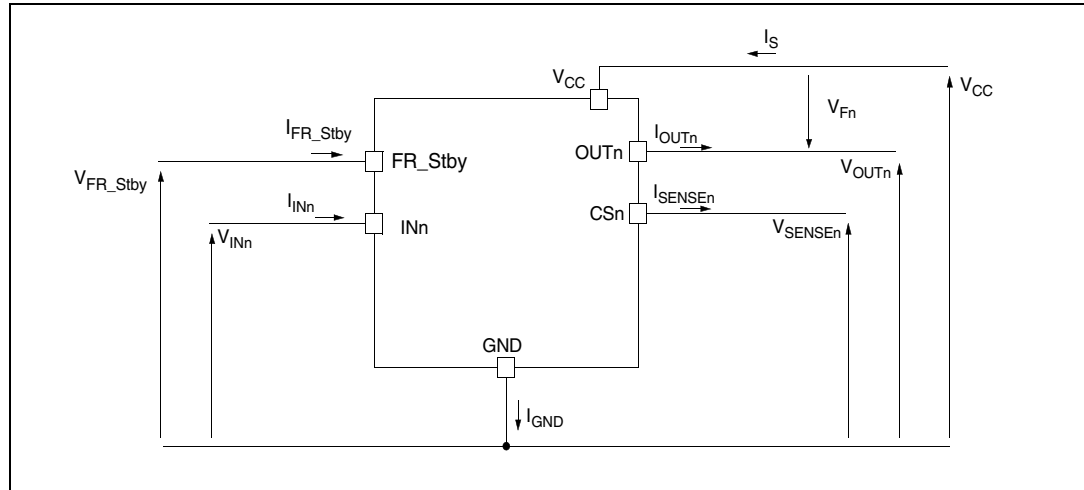 I_S
V_CC
V_CC
V_Fn
I_FR_Stby
I_OUTn
FR_Stby
OUTn
V_FR_Stby
V_OUTn
I_INn
I_SENSEn
INn
CSn
V_INn
V_SENSEn
GND
I_GND